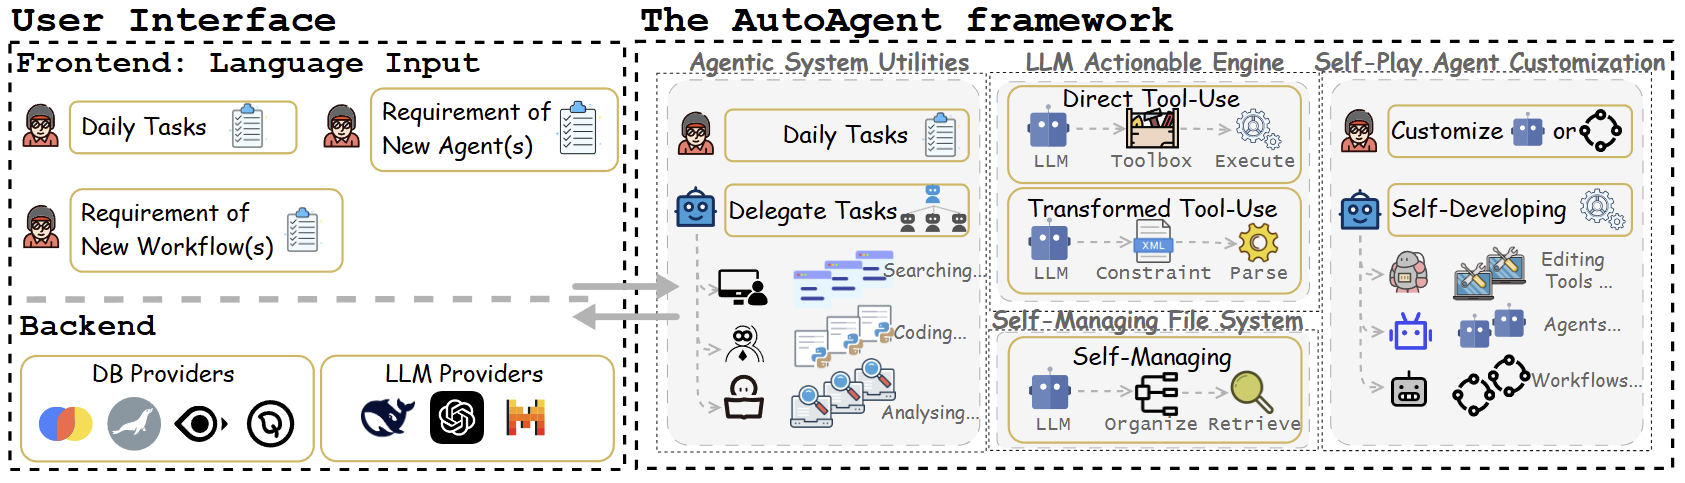 User Interface
Frontend: Language Input
Daily Tasks
Requirement of
New Agent(s)
Requirement of
New Workflow(s)
Backend
DB Providers
LLM Providers
The AutoAgent framework
Agentic System Utilities
Daily Tasks
Delegate Tasks
Searching...
Coding...
Analysing...
LLM Actionable Engine
Direct Tool-Use
LLM Toolbox Execute
Transformed Tool-Use
XML
LLM Constraint Parse
Self-Managing File System
Self-Managing
LLM Organize Retrieve
Self-Play Agent Customization
Customize or
Self-Developing
Editing
Tools ...
Agents...
Workflows...